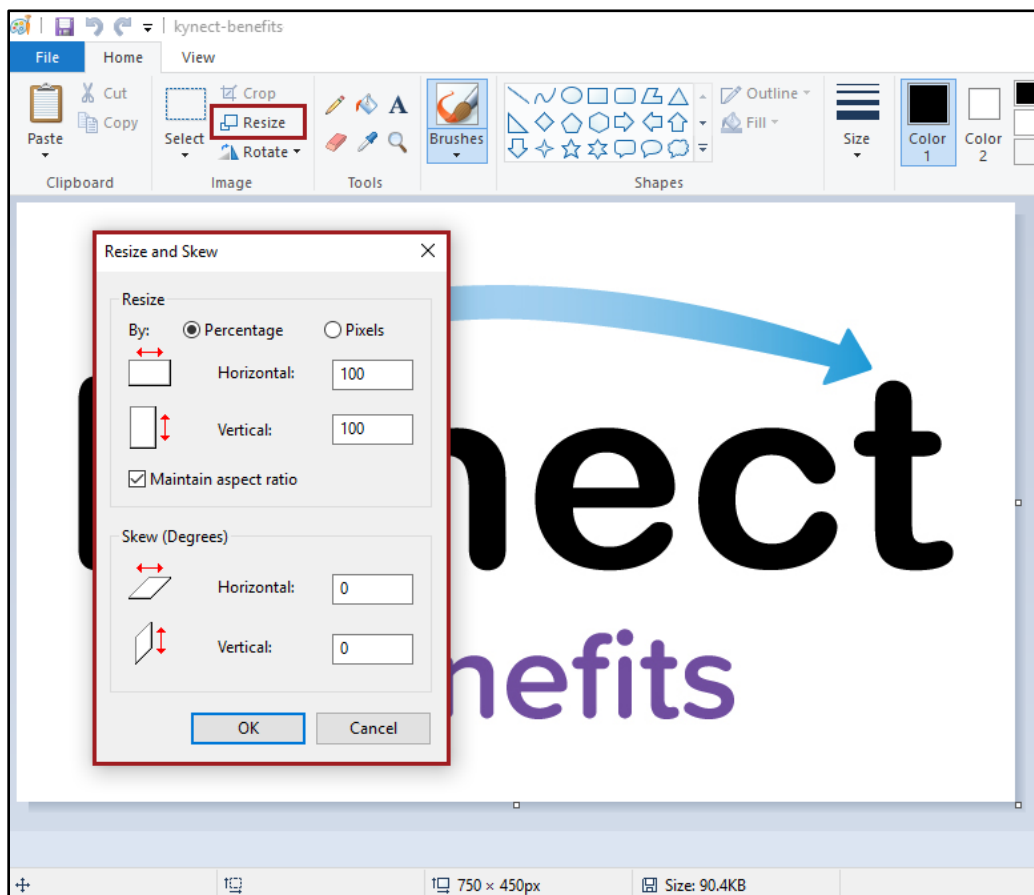 kynect-benefits
File Home View
Cut Crop Outline
Copy Resize Fill
Paste Select Rotate A Brushes Size Color 1 Color 2
Clipboard Image Tools Shapes
Resize and Skew
Resize
By: Percentage Pixels
Horizontal: 100
Vertical: 100
Maintain aspect ratio
Skew (Degrees)
Horizontal: 0
Vertical: 0
OK Cancel
nect
nefits
750 × 450px Size: 90.4KB